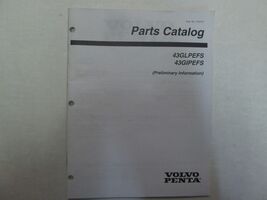 Parts Catalog
43GLPEFS
43GIPEFS
(Preliminary Information)
VOLVO
PENTA